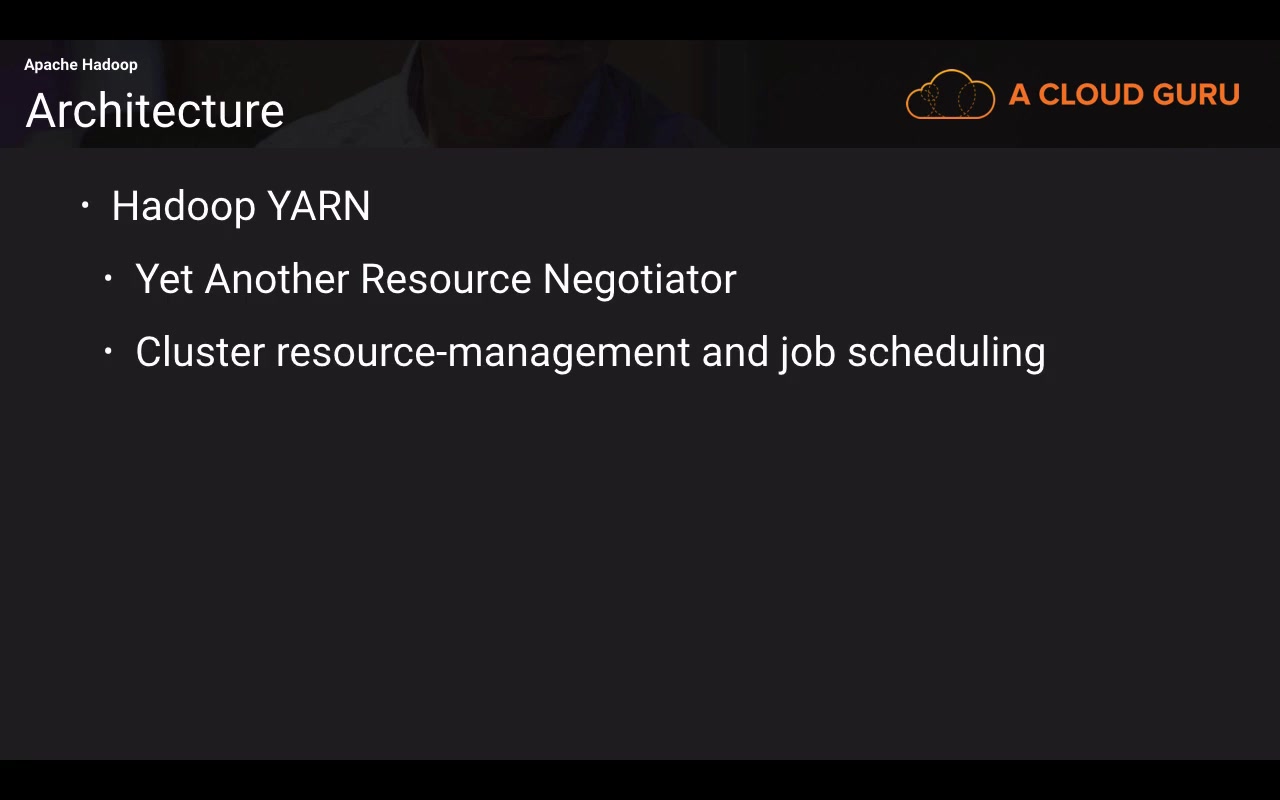 Apache Hadoop
Architecture
A CLOUD GURU
• Hadoop YARN
• Yet Another Resource Negotiator
• Cluster resource-management and job scheduling